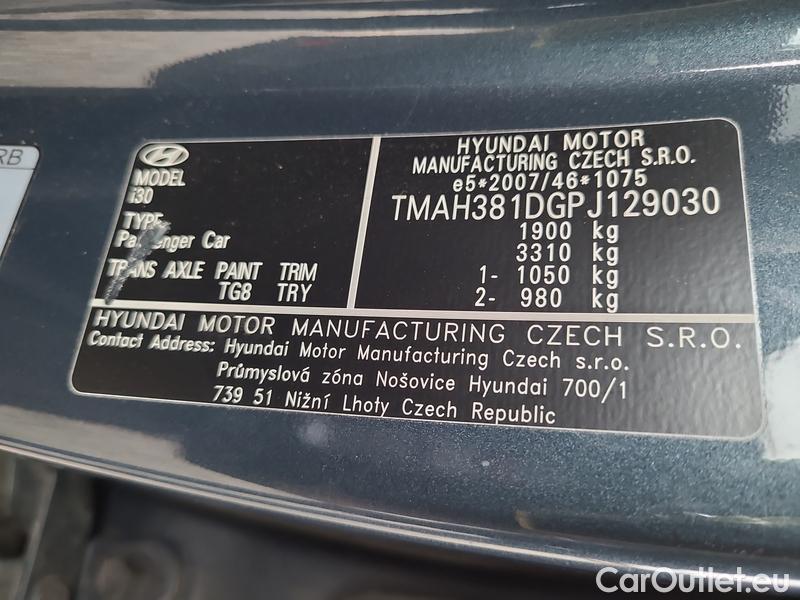 RB
MODEL
i30
TYPE
Passenger Car
TRANS AXLE PAINT TRIM
TG8 TRY
HYUNDAI MOTOR
MANUFACTURING CZECH S.R.O.
e5*2007/46*1075
TMAH381DGPJ129030
1900 kg
3310 kg
1- 1050 kg
2- 980 kg
HYUNDAI MOTOR MANUFACTURING CZECH S.R.O.
Contact Address: Hyundai Motor Manufacturing Czech s.r.o.
Průmyslová zóna Nošovice Hyundai 700/1
739 51 Nižní Lhoty Czech Republic
CarOutlet.eu